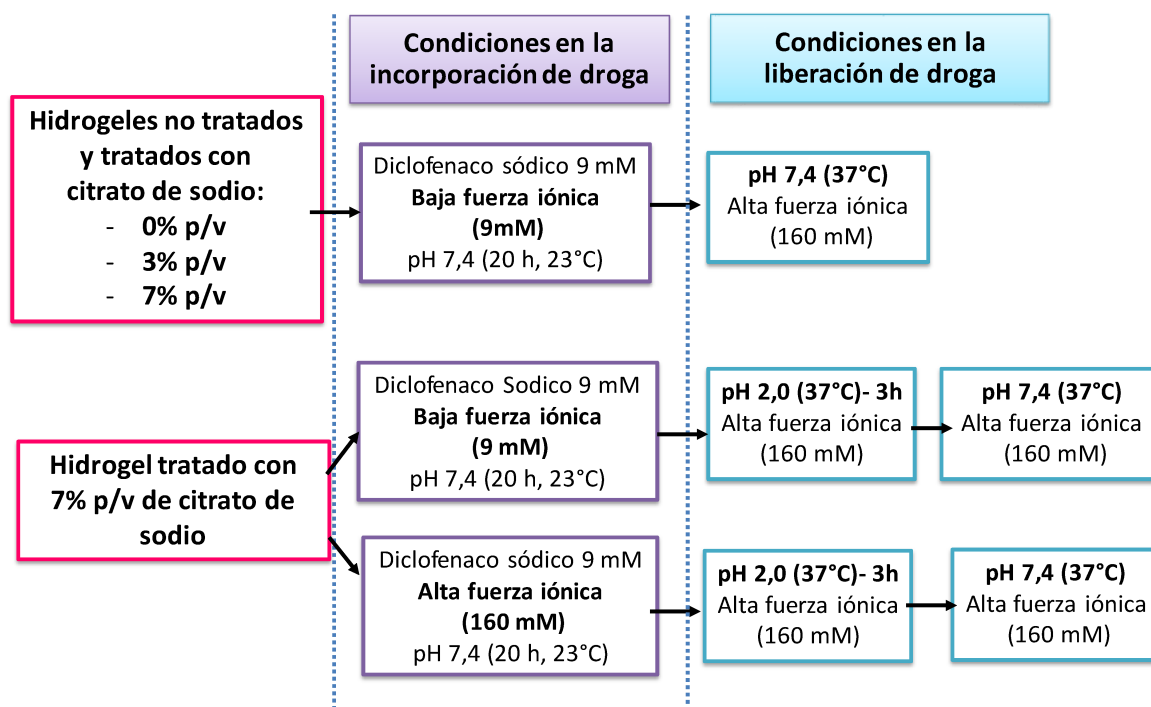 Condiciones en la
incorporación de droga
Condiciones en la
liberación de droga
Hidrogeles no tratados
y tratados con
citrato de sodio:
- 0% p/v
- 3% p/v
- 7% p/v
Diclofenaco sódico 9 mM
Baja fuerza iónica
(9mM)
pH 7,4 (20 h, 23°C)
pH 7,4 (37°C)
Alta fuerza iónica
(160 mM)
Hidrogel tratado con
7% p/v de citrato de
sodio
Diclofenaco Sodico 9 mM
Baja fuerza iónica
(9 mM)
pH 7,4 (20 h, 23°C)
pH 2,0 (37°C)- 3h
Alta fuerza iónica
(160 mM)
pH 7,4 (37°C)
Alta fuerza iónica
(160 mM)
Diclofenaco sódico 9 mM
Alta fuerza iónica
(160 mM)
pH 7,4 (20 h, 23°C)
pH 2,0 (37°C)- 3h
Alta fuerza iónica
(160 mM)
pH 7,4 (37°C)
Alta fuerza iónica
(160 mM)